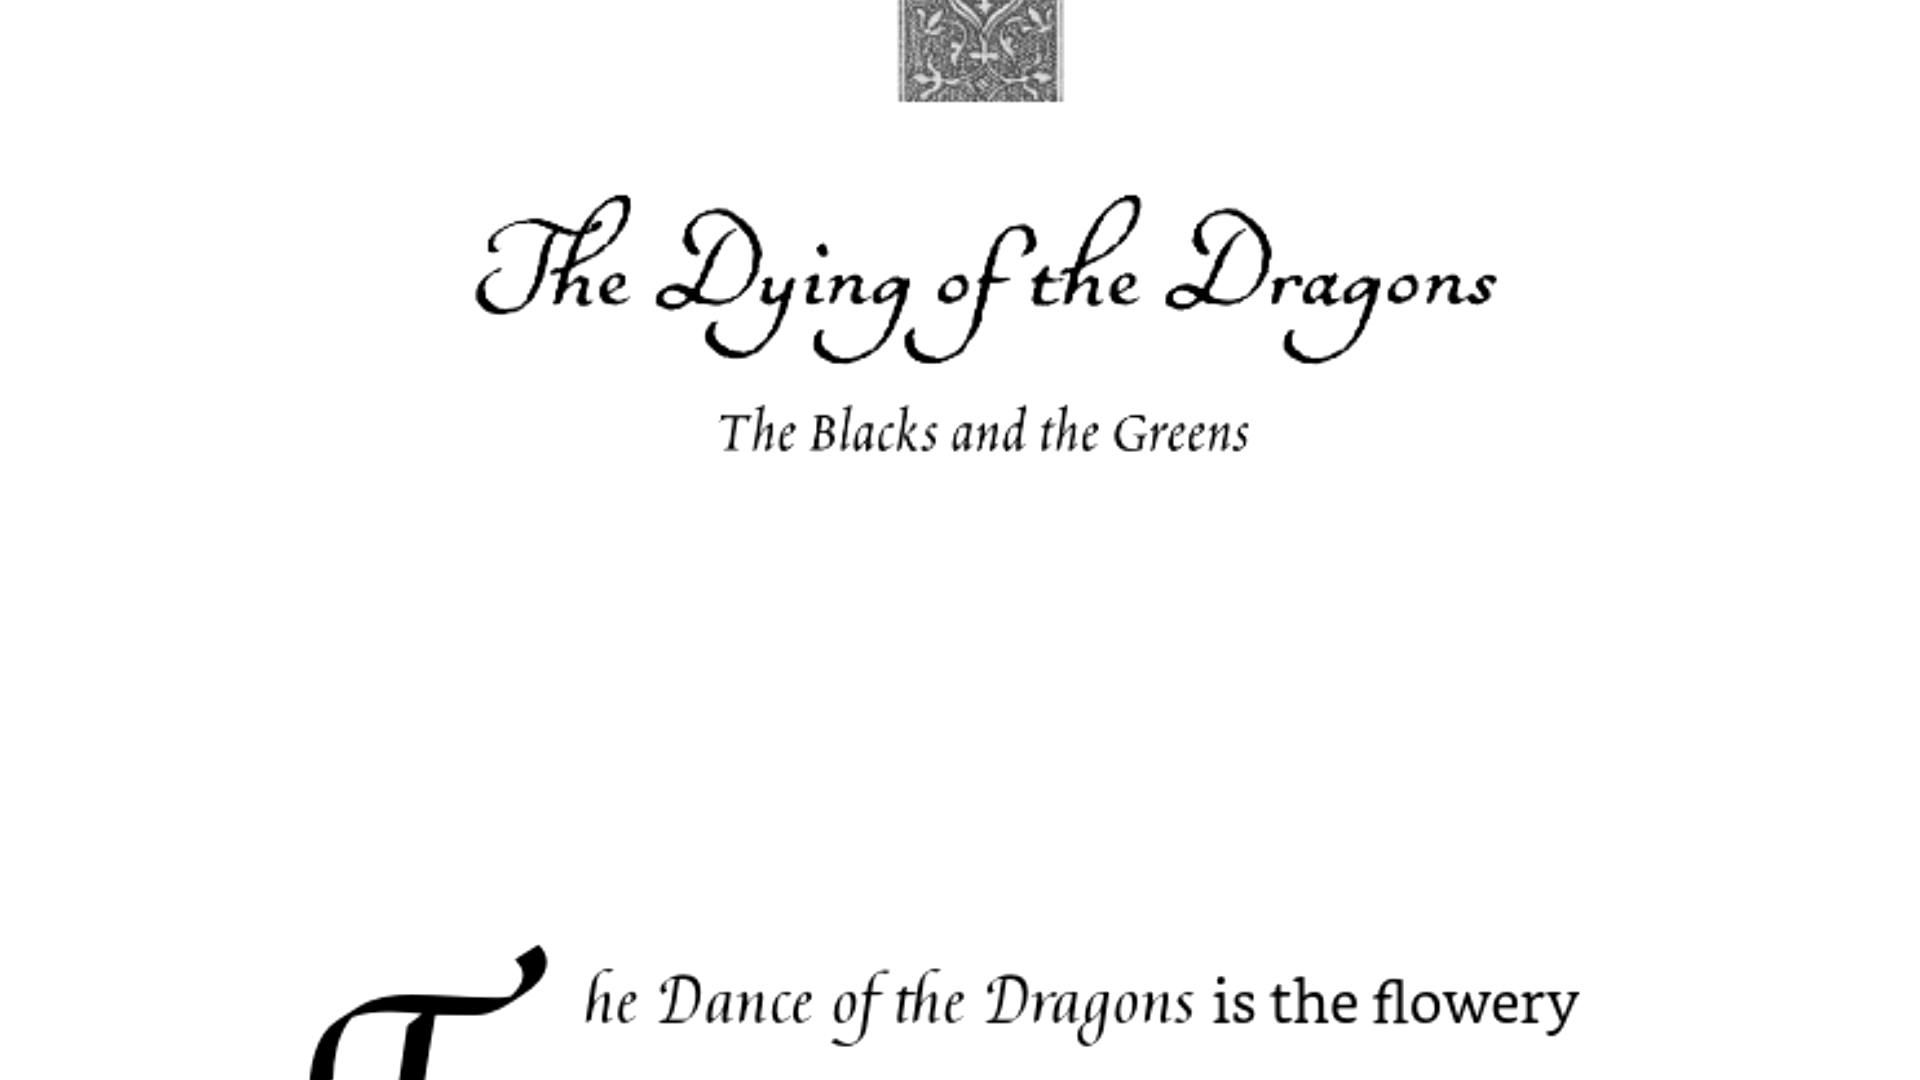 The Dying of the Dragons
The Blacks and the Greens
The Dance of the Dragons is the flowery